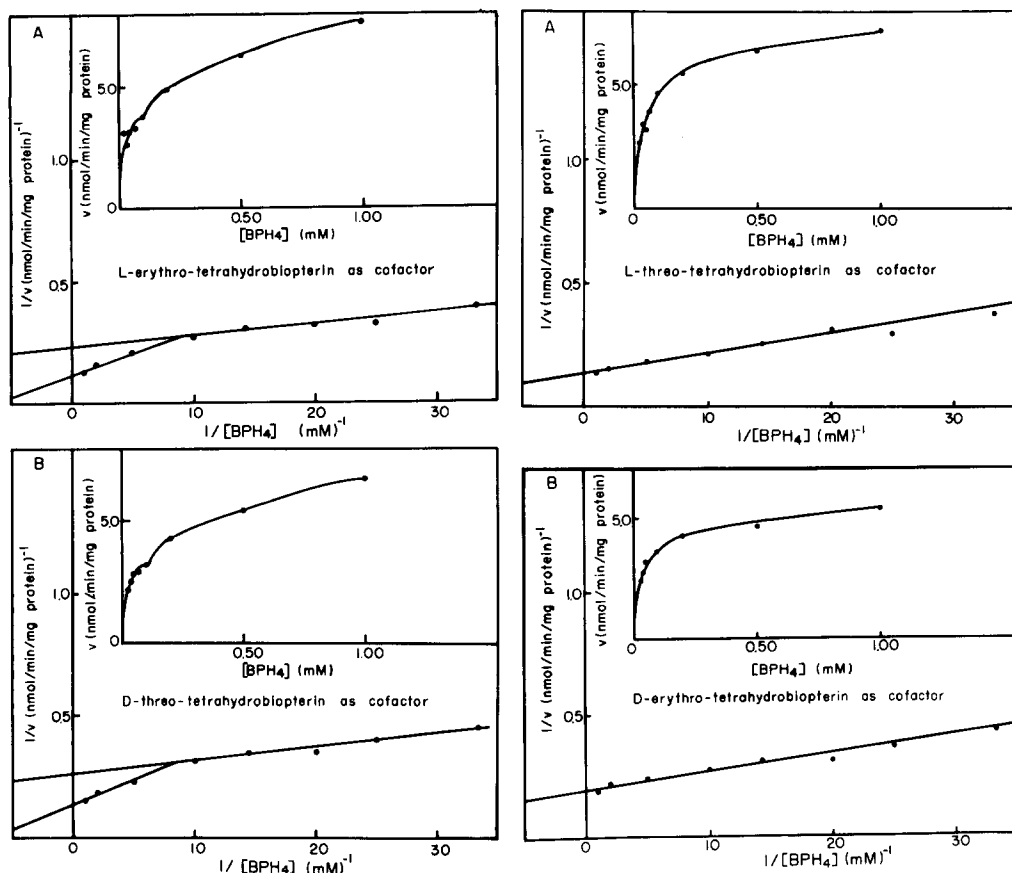 A
1/v (nmol/min/mg protein)⁻¹
1.0
0.5
v (nmol/min/mg protein)
5.0
0
0.50
1.00
[BPH₄] (mM)
L-erythro-tetrahydrobiopterin as cofactor
0
10
20
30
1/[BPH₄] (mM)⁻¹
A
1/v (nmol/min/mg protein)⁻¹
1.0
0.5
v (nmol/min/mg protein)
5.0
0
0
0.50
1.00
[BPH₄] (mM)
L-threo-tetrahydrobiopterin as cofactor
0
10
20
30
1/[BPH₄] (mM)⁻¹
B
1/v (nmol/min/mg protein)⁻¹
1.0
0.5
v (nmol/min/mg protein)
5.0
0
0.50
1.00
[BPH₄] (mM)
D-threo-tetrahydrobiopterin as cofactor
0
10
20
30
1/[BPH₄] (mM)⁻¹
B
1/v (nmol/min/mg protein)⁻¹
1.0
0.5
v (nmol/min/mg protein)
5.0
0
0
0.50
1.00
[BPH₄] (mM)
D-erythro-tetrahydrobiopterin as cofactor
0
10
20
30
1/[BPH₄] (mM)⁻¹